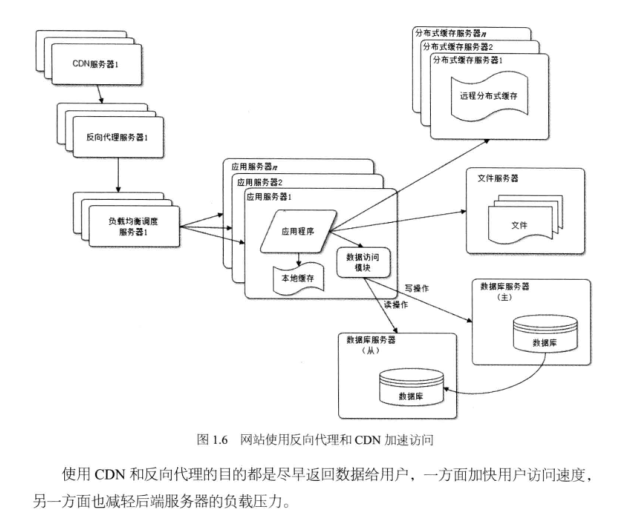 分布式缓存服务器n
分布式缓存服务器2
分布式缓存服务器1
远程分布式缓存
CDN服务器1
反向代理服务器1
负载均衡调度
服务器1
应用服务器n
应用服务器2
应用服务器1
应用程序
本地缓存
数据访问
模块
文件服务器
文件
写操作
读操作
数据库服务器
（主）
数据库
数据库服务器
（从）
数据库
图 1.6 网站使用反向代理和 CDN 加速访问
使用 CDN 和反向代理的目的都是尽早返回数据给用户，一方面加快用户访问速度，
另一方面也减轻后端服务器的负载压力。